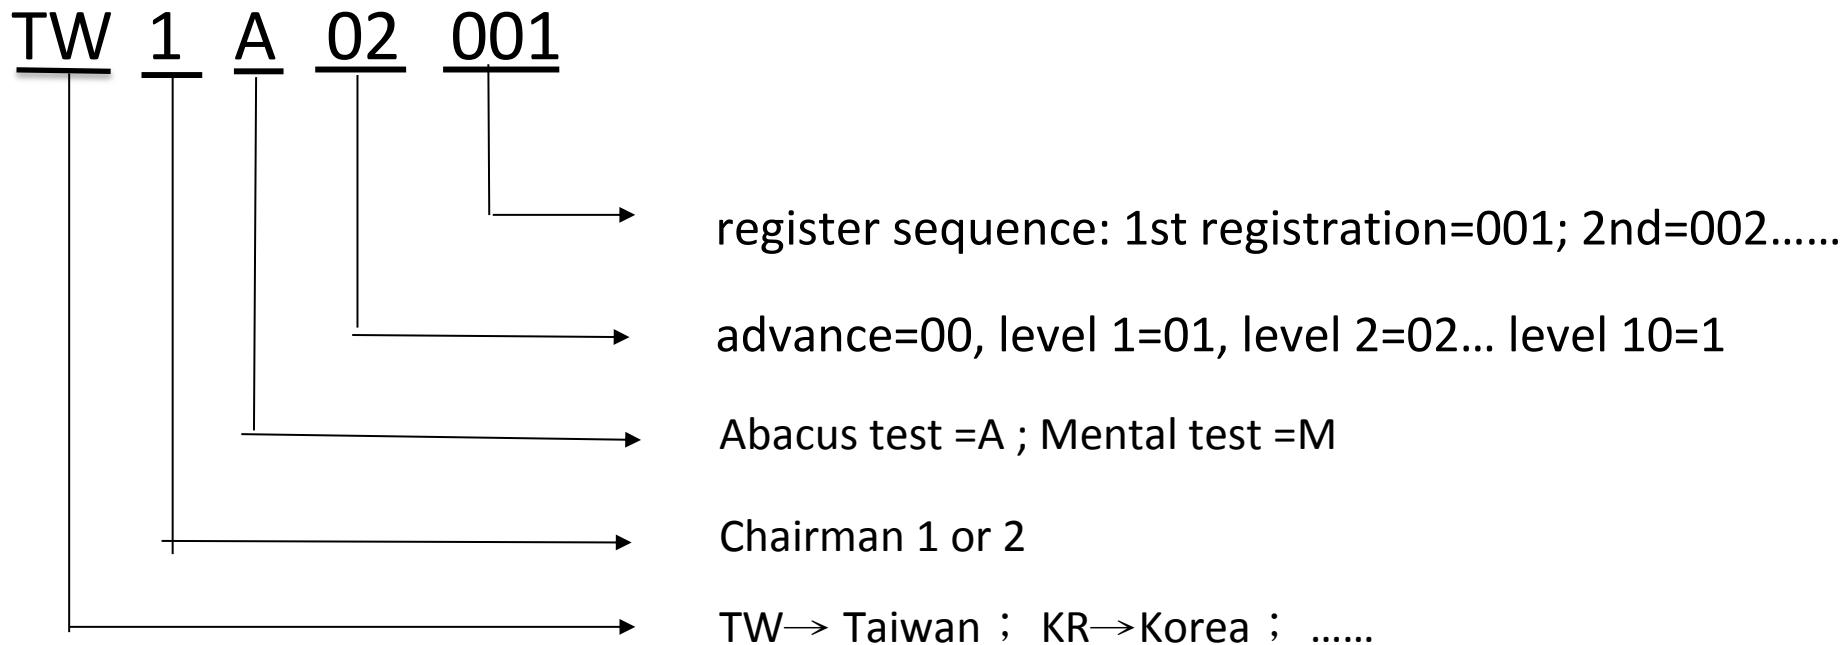 TW 1 A 02 001
register sequence: 1st registration=001; 2nd=002……
advance=00, level 1=01, level 2=02… level 10=1
Abacus test =A ; Mental test =M
Chairman 1 or 2
TW→ Taiwan； KR→Korea； ……